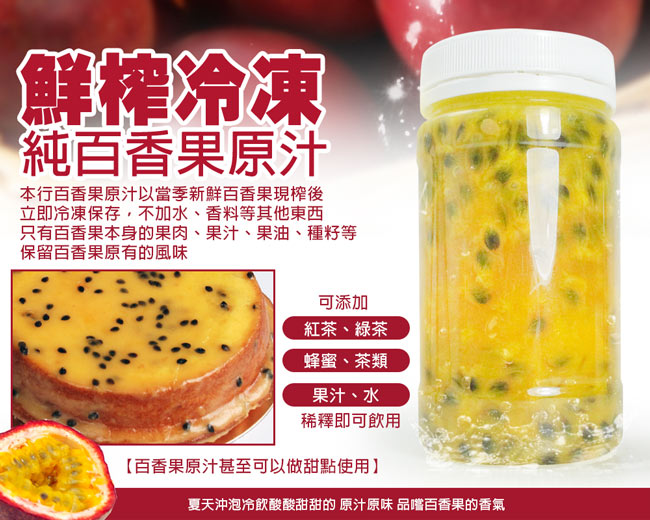 鮮榨冷凍
純百香果原汁
本行百香果原汁以當季新鮮百香果現榨後
立即冷凍保存，不加水、香料等其他東西
只有百香果本身的果肉、果汁、果油、種籽等
保留百香果原有的風味
可添加
紅茶、綠茶
蜂蜜、茶類
果汁、水
稀釋即可飲用
【百香果原汁甚至可以做甜點使用】
夏天沖泡冷飲酸酸甜甜的 原汁原味 品嚐百香果的香氣